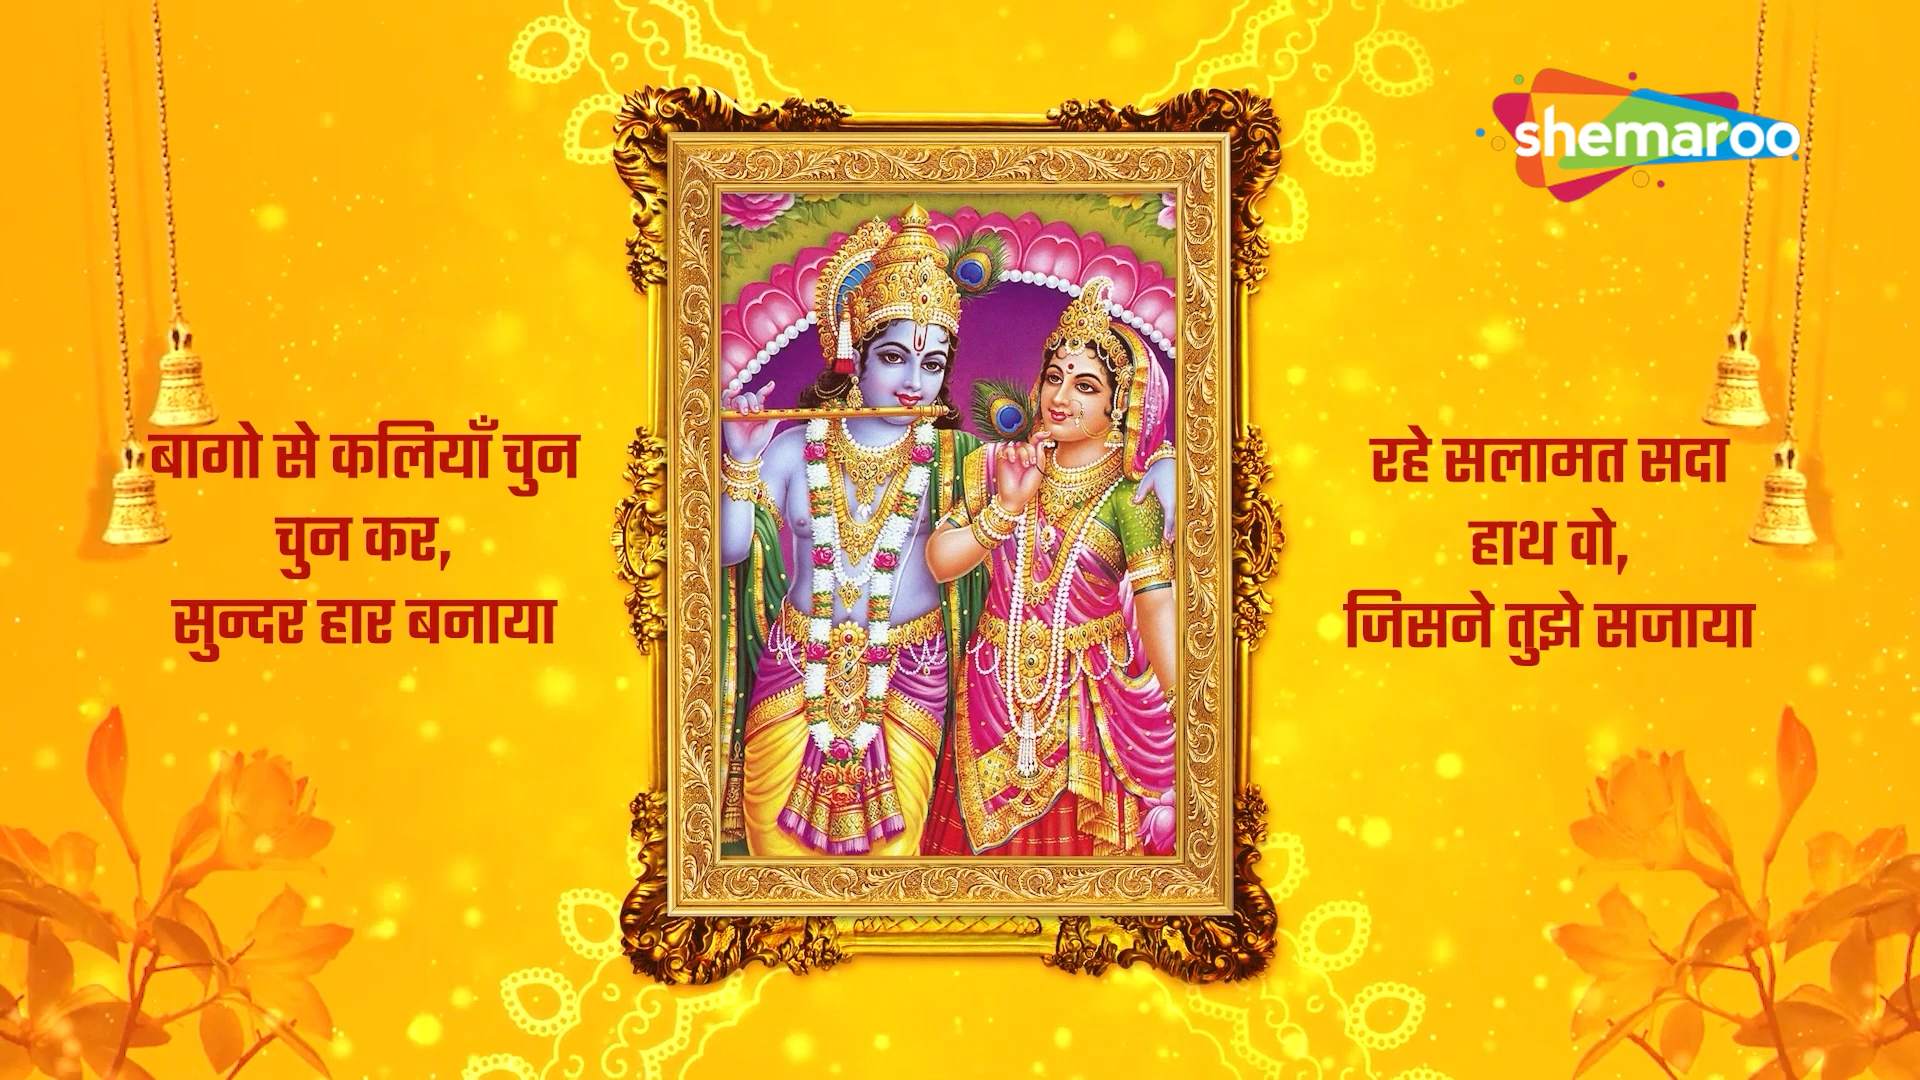 shemaroo
बागो से कलियाँ चुन
चुन कर,
सुन्दर हार बनाया
रहे सलामत सदा
हाथ वो,
जिसने तुझे सजाया